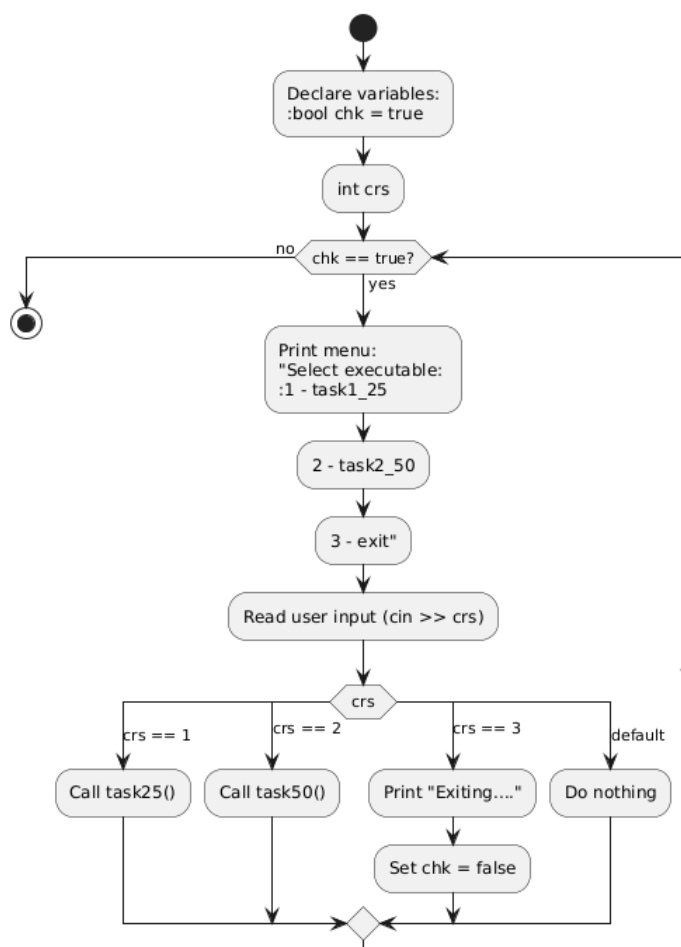 Declare variables:
:bool chk = true
int crs
no
chk == true?
yes
Print menu:
"Select executable:
:1 - task1_25
2 - task2_50
3 - exit"
Read user input (cin >> crs)
crs
crs == 1
crs == 2
crs == 3
default
Call task25()
Call task50()
Print "Exiting...."
Do nothing
Set chk = false